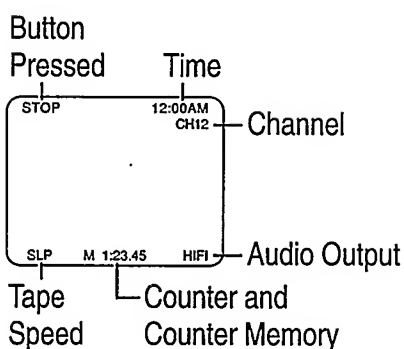 Button
Pressed
Time
STOP
12:00AM
CH12
Channel
SLP
M 1:23.45
HIFI
Audio Output
Tape
Speed
Counter and
Counter Memory